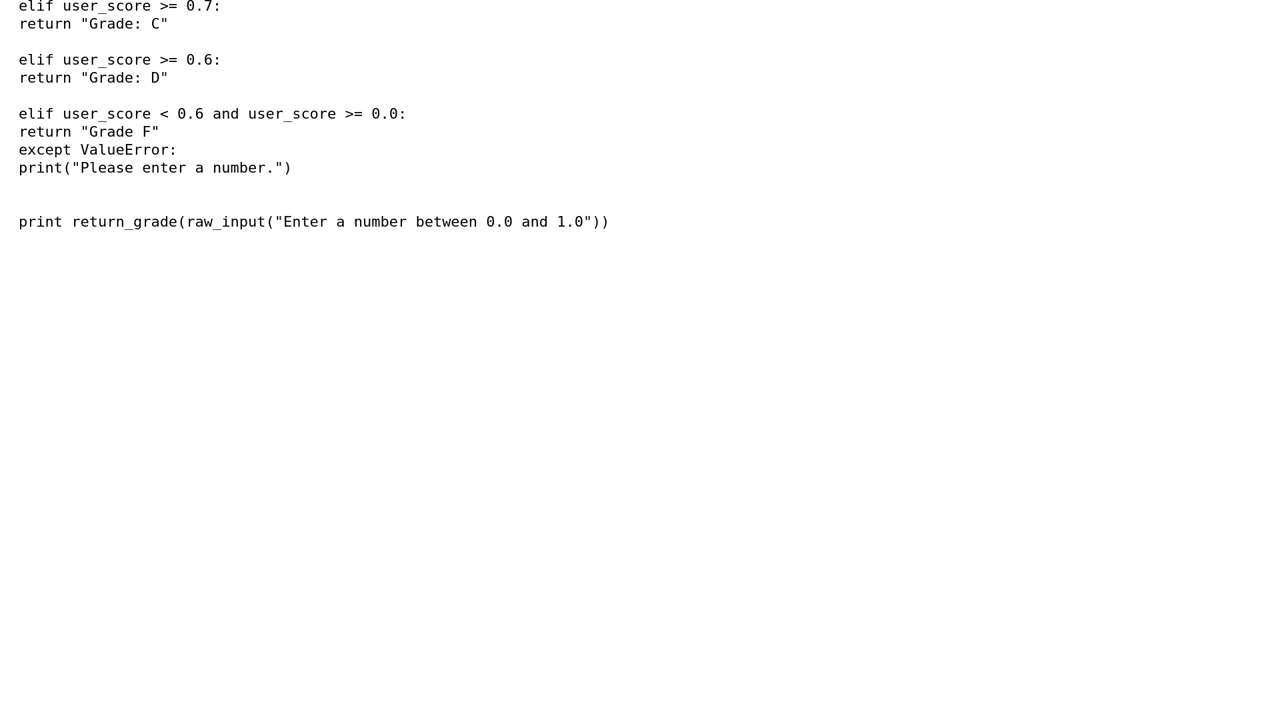 elif user_score >= 0.7:
return "Grade: C"
elif user_score >= 0.6:
return "Grade: D"
elif user_score < 0.6 and user_score >= 0.0:
return "Grade F"
except ValueError:
print("Please enter a number.")
print return_grade(raw_input("Enter a number between 0.0 and 1.0"))